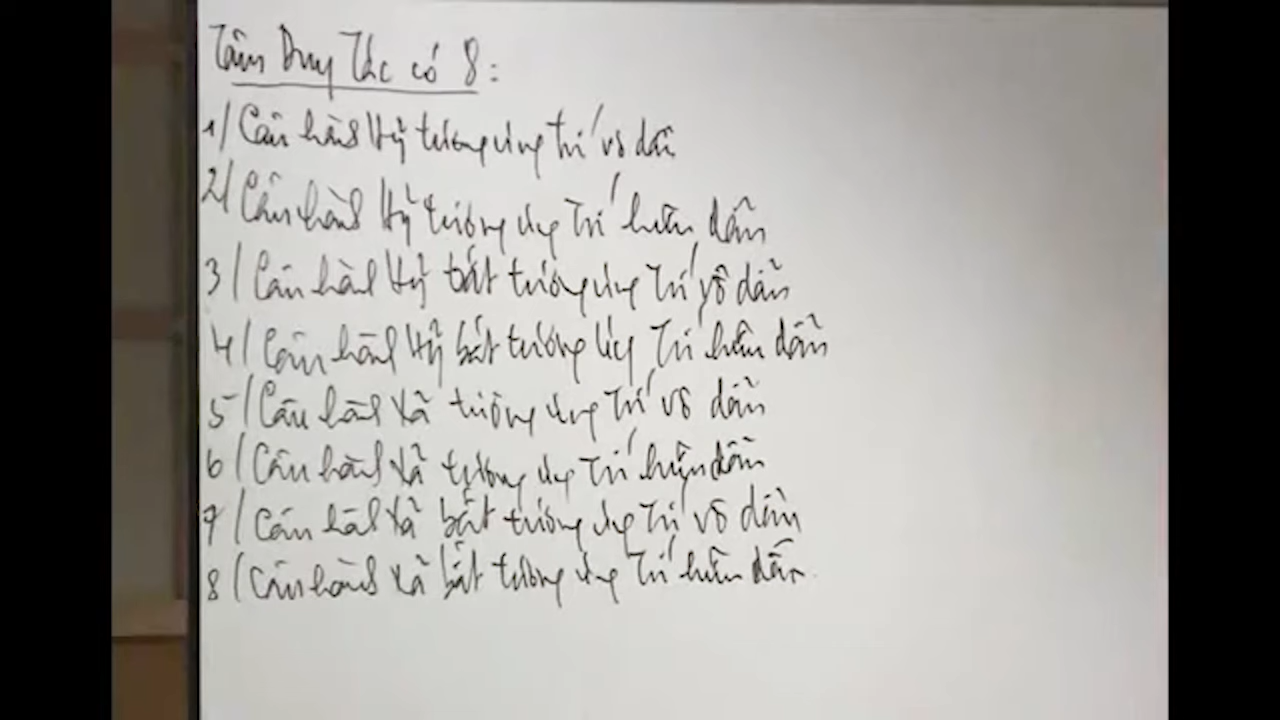 Tâm Duy Tác có 8:
1/ Câu hành Hỷ tương ưng Trí vô dẫn
2/ Câu hành Hỷ tương ưng Trí hữu dẫn
3/ Câu hành Hỷ bất tương ưng Trí vô dẫn
4/ Câu hành Hỷ bất tương ưng Trí hữu dẫn
5/ Câu hành Xả tương ưng Trí vô dẫn
6/ Câu hành Xả tương ưng Trí hữu dẫn
7/ Câu hành Xả bất tương ưng Trí vô dẫn
8/ Câu hành Xả bất tương ưng Trí hữu dẫn.